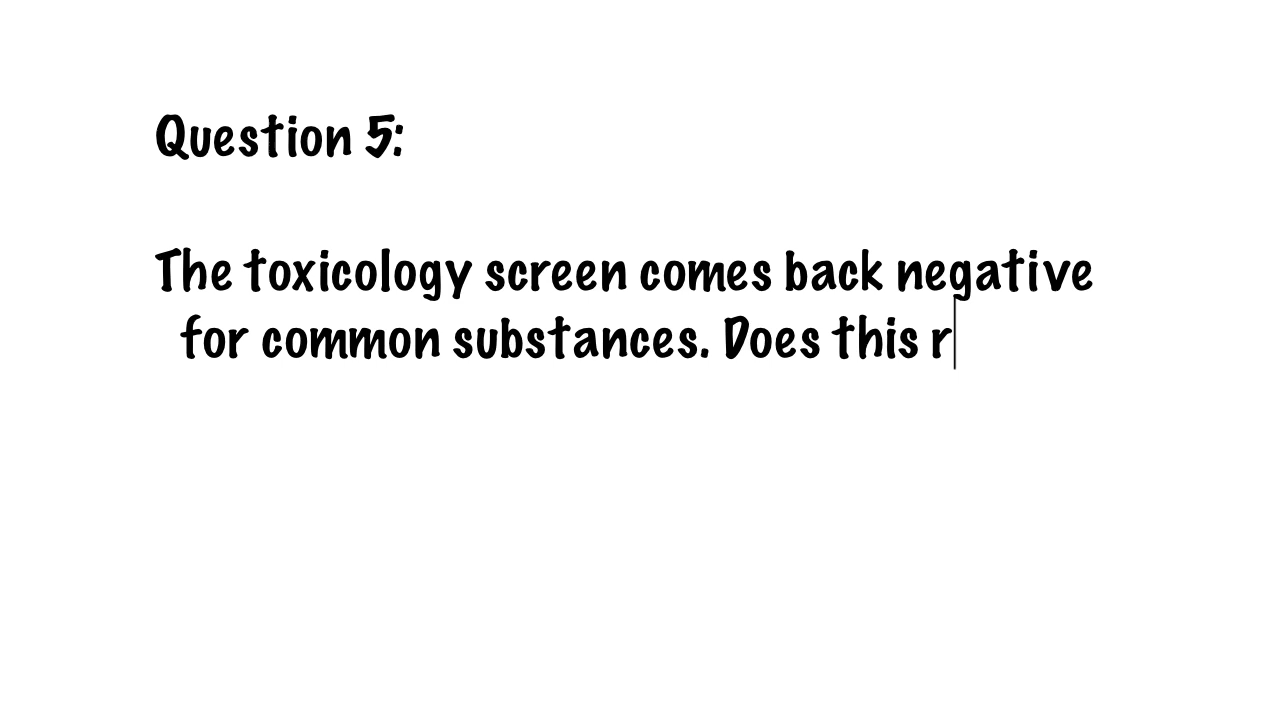 Question 5:
The toxicology screen comes back negative
for common substances. Does this r